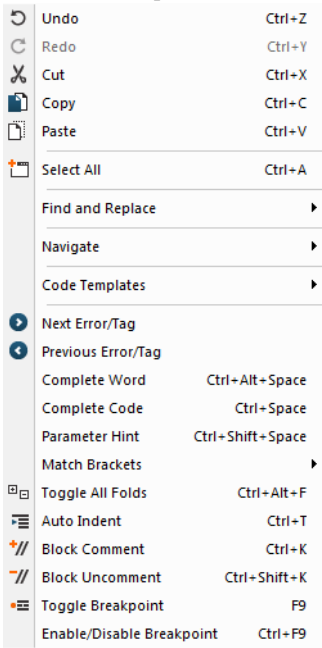 Undo Ctrl+Z
Redo Ctrl+Y
Cut Ctrl+X
Copy Ctrl+C
Paste Ctrl+V
Select All Ctrl+A
Find and Replace
Navigate
Code Templates
Next Error/Tag
Previous Error/Tag
Complete Word Ctrl+Alt+Space
Complete Code Ctrl+Space
Parameter Hint Ctrl+Shift+Space
Match Brackets
Toggle All Folds Ctrl+Alt+F
Auto Indent Ctrl+T
Block Comment Ctrl+K
Block Uncomment Ctrl+Shift+K
Toggle Breakpoint F9
Enable/Disable Breakpoint Ctrl+F9